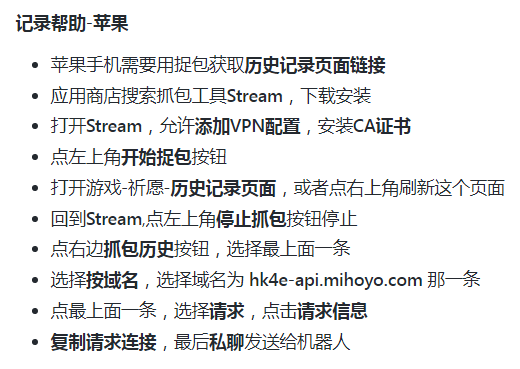 记录帮助-苹果
苹果手机需要用捉包获取历史记录页面链接
应用商店搜索抓包工具Stream，下载安装
打开Stream，允许添加VPN配置，安装CA证书
点左上角开始捉包按钮
打开游戏-祈愿-历史记录页面，或者点右上角刷新这个页面
回到Stream,点左上角停止抓包按钮停止
点右边抓包历史按钮，选择最上面一条
选择按域名，选择域名为 hk4e-api.mihoyo.com 那一条
点最上面一条，选择请求，点击请求信息
复制请求连接，最后私聊发送给机器人